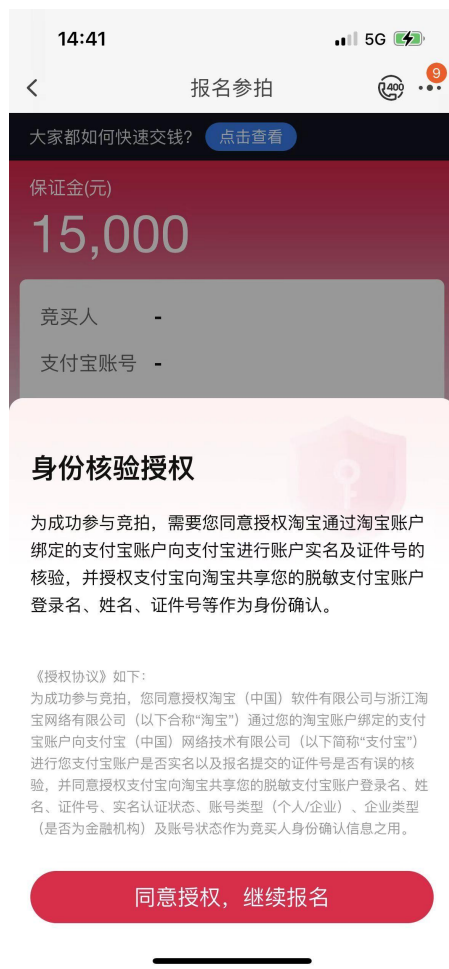 14:41
5G
报名参拍
400
9
大家都如何快速交钱? 点击查看
保证金(元)
15,000
竞买人 -
支付宝账号 -
身份核验授权
为成功参与竞拍，需要您同意授权淘宝通过淘宝账户
绑定的支付宝账户向支付宝进行账户实名及证件号的
核验，并授权支付宝向淘宝共享您的脱敏支付宝账户
登录名、姓名、证件号等作为身份确认。
《授权协议》如下：
为成功参与竞拍，您同意授权淘宝（中国）软件有限公司与浙江淘
宝网络有限公司（以下合称“淘宝”）通过您的淘宝账户绑定的支付
宝账户向支付宝（中国）网络技术有限公司（以下简称“支付宝”）
进行您支付宝账户是否实名以及报名提交的证件号是否有误的核
验，并同意授权支付宝向淘宝共享您的脱敏支付宝账户登录名、姓
名、证件号、实名认证状态、账号类型（个人/企业）、企业类型
（是否为金融机构）及账号状态作为竞买人身份确认信息之用。
同意授权，继续报名